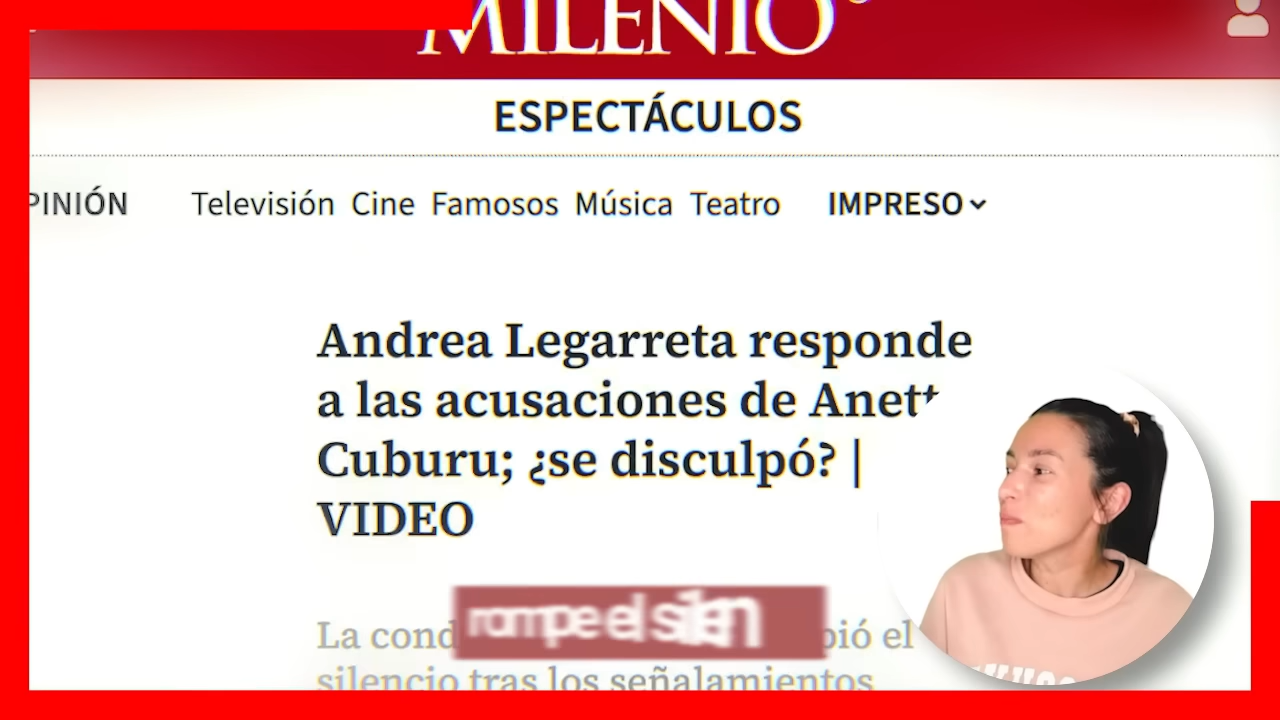 MILENIO
ESPECTÁCULOS
PINIÓN Televisión Cine Famosos Música Teatro IMPRESO
Andrea Legarreta responde
a las acusaciones de Anett
Cuburu; ¿se disculpó? |
VIDEO
rompe el silen
La cond pió el
silencio tras los señalamientos